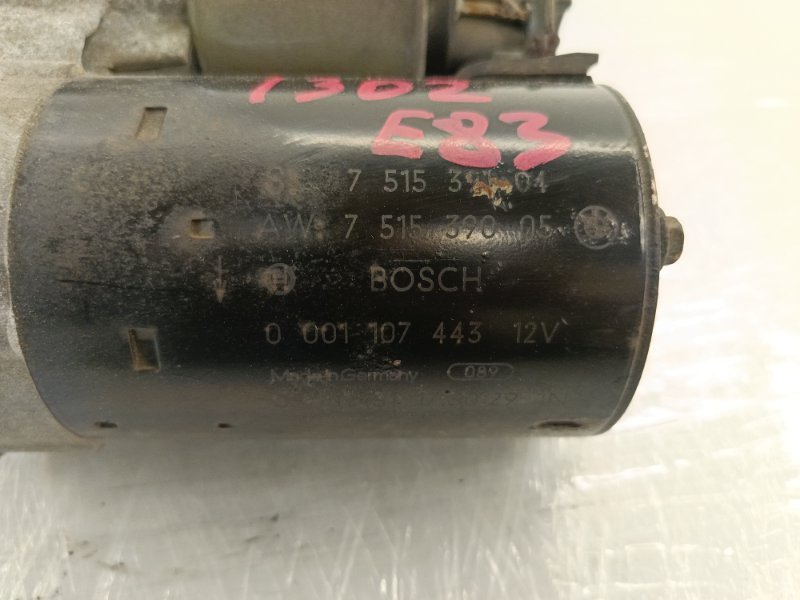 1302
E83
7 515 04
AW 7 515 390 05
BOSCH
0 001 107 443 12V
Made in Germany 089